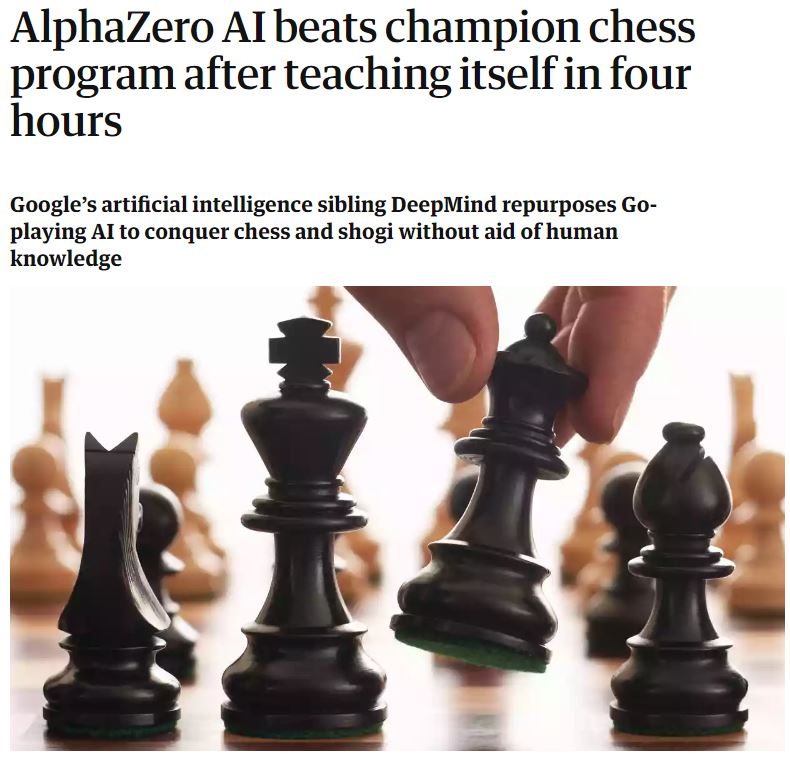 AlphaZero AI beats champion chess
program after teaching itself in four
hours
Google’s artificial intelligence sibling DeepMind repurposes Go-
playing AI to conquer chess and shogi without aid of human
knowledge